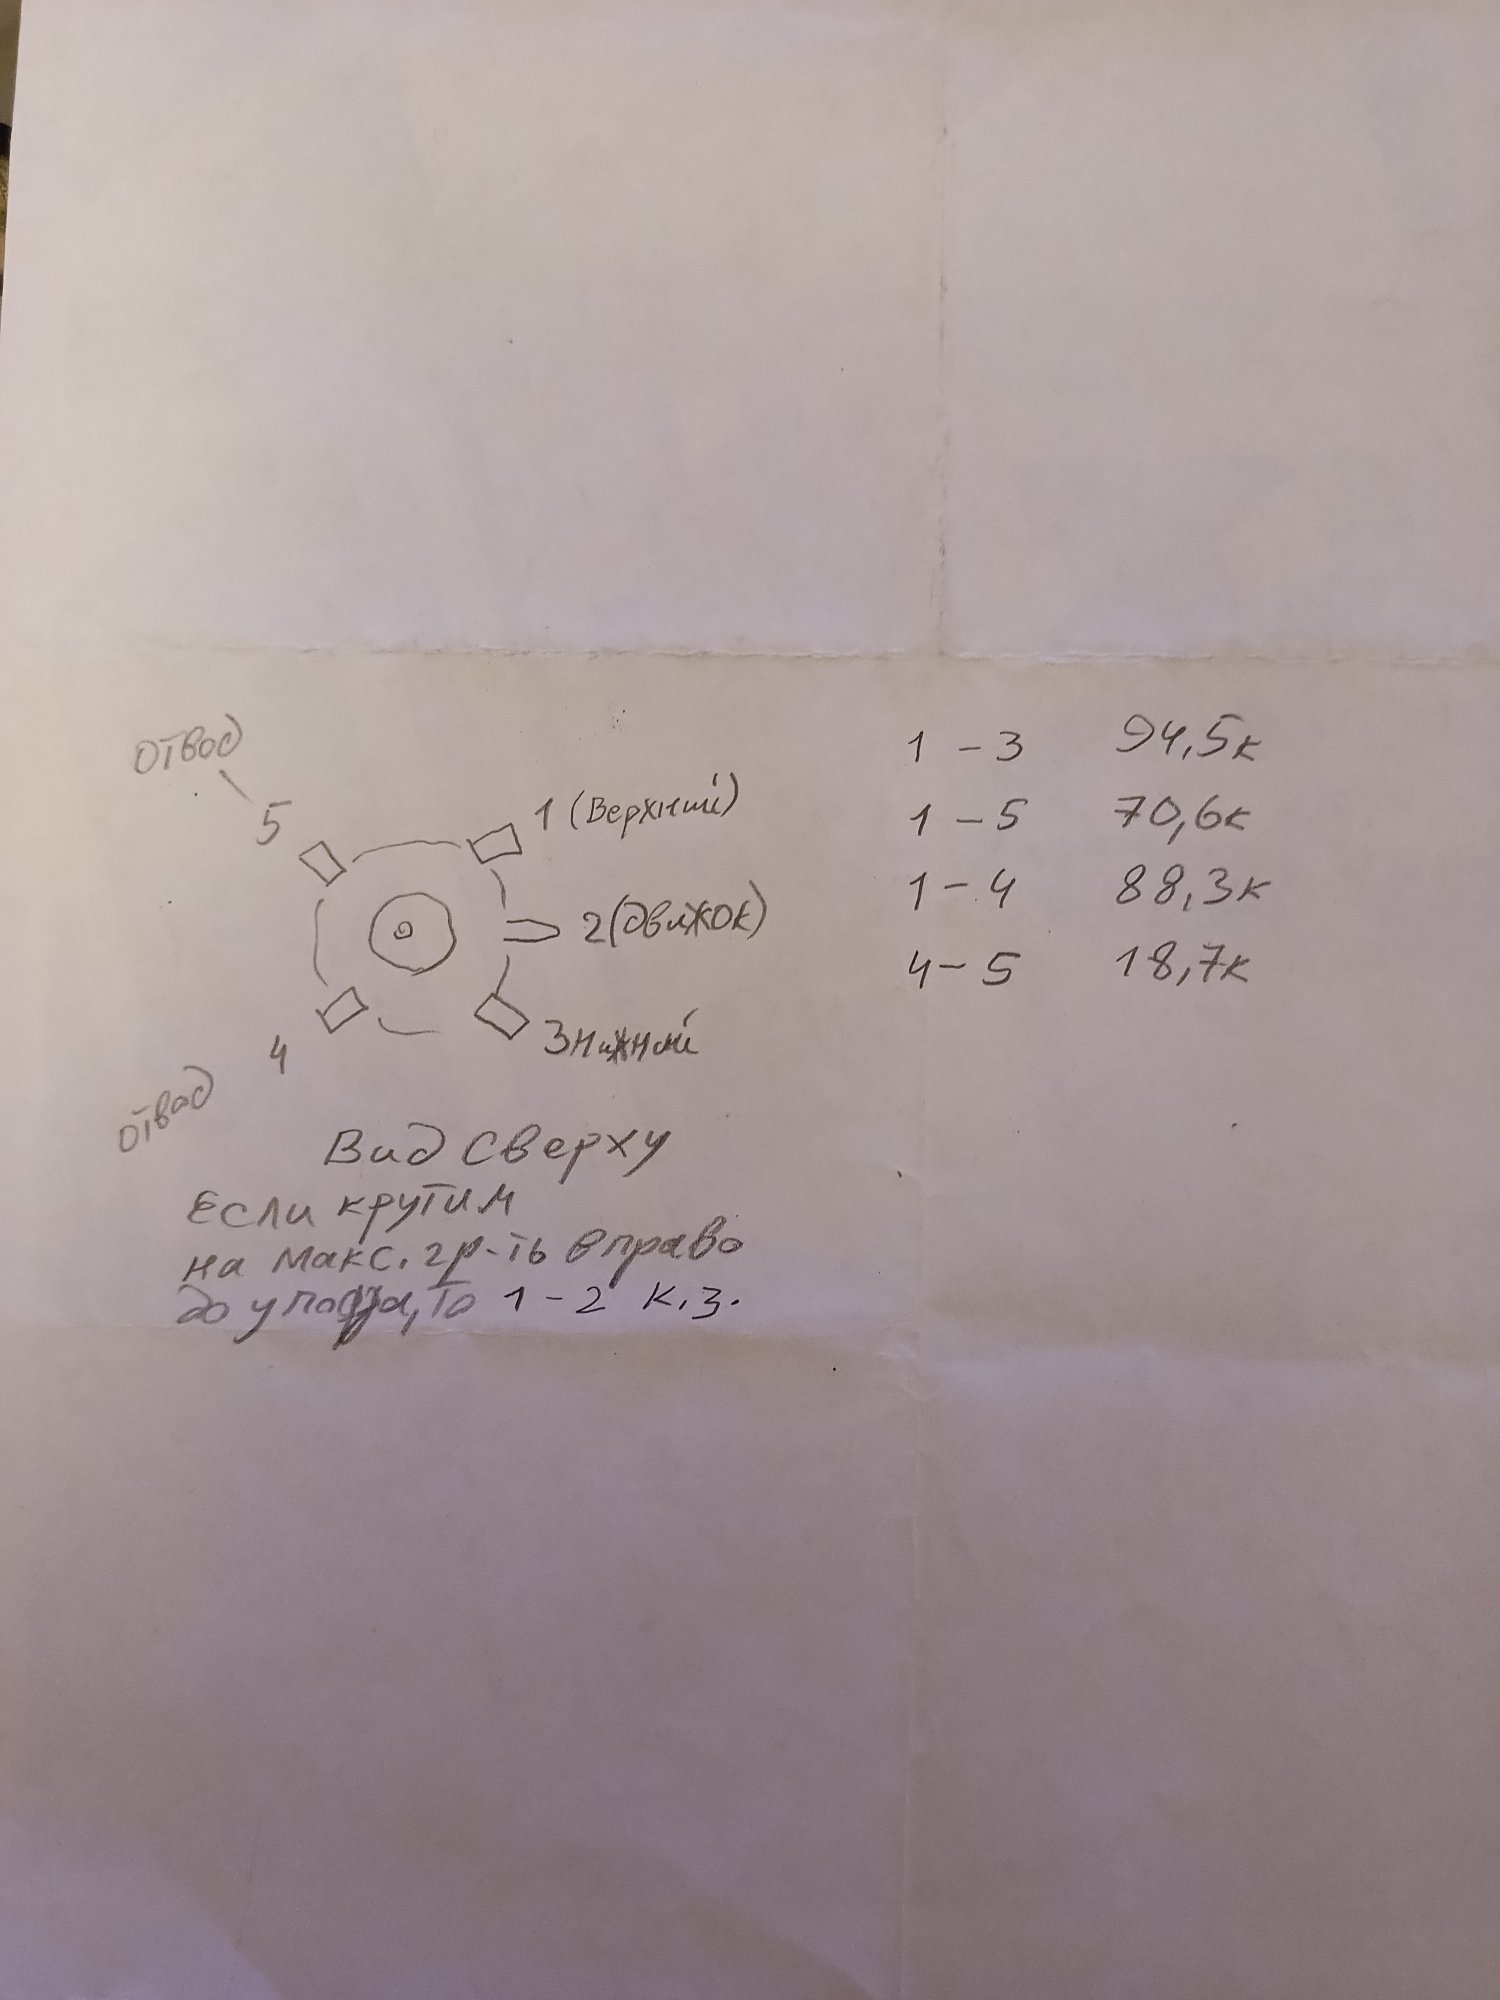 отвод
5
1 (Верхний)
2 (движок)
3 нижний
4
отвод
Вид сверху
Если крутим
на макс. гр-ть вправо
до упора, то 1-2 к.з.
1 - 3 94,5к
1 - 5 70,6к
1 - 4 88,3к
4 - 5 18,7к